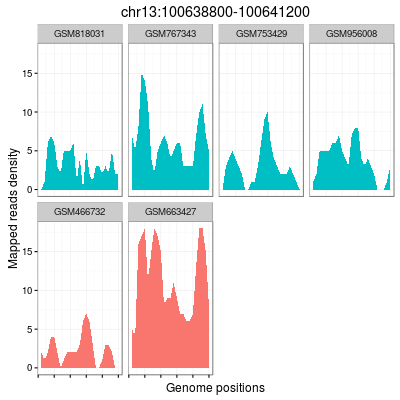 chr13:100638800-100641200
GSM818031 GSM767343 GSM753429 GSM956008
15
10
5
0
Mapped reads density
GSM466732 GSM663427
15
10
5
0
Genome positions